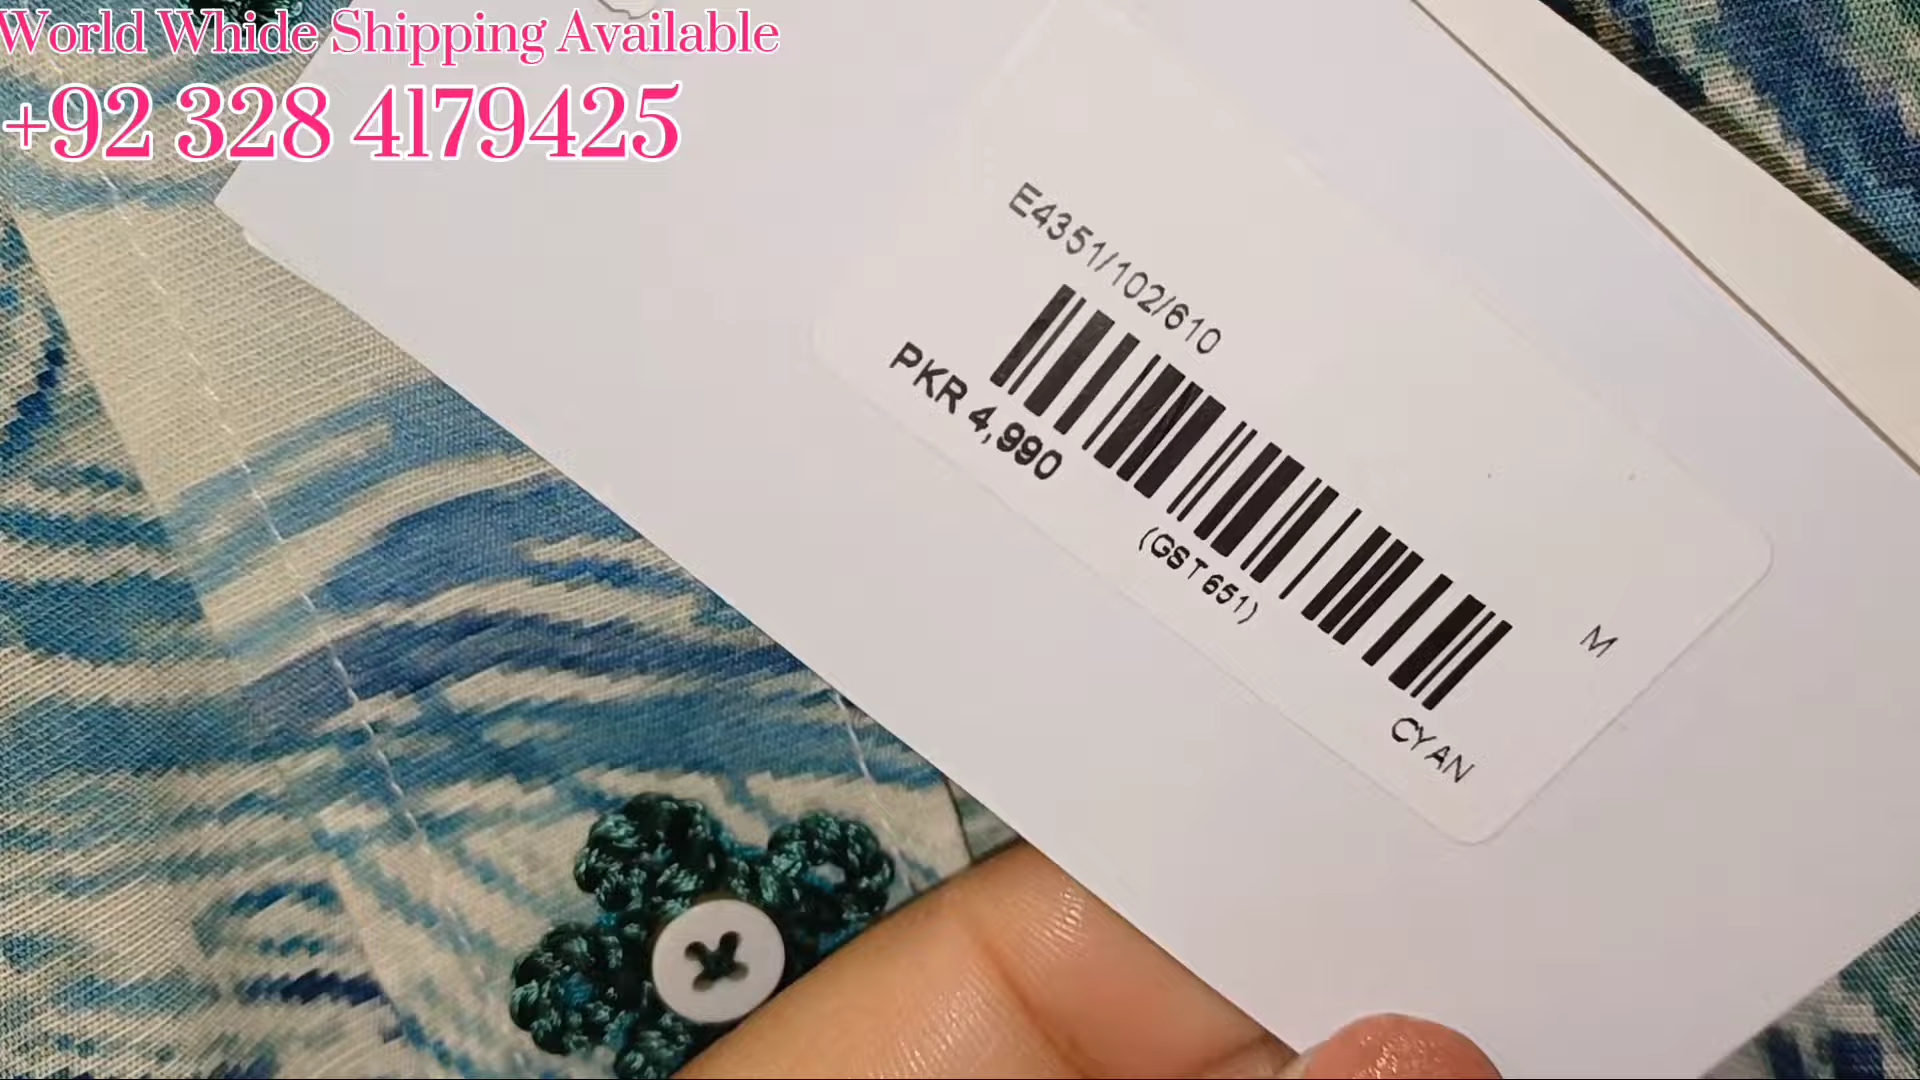 World Whide Shipping Available
+92 328 4179425
E4351/102/610
PKR 4,990
(GST 651)
M
CYAN